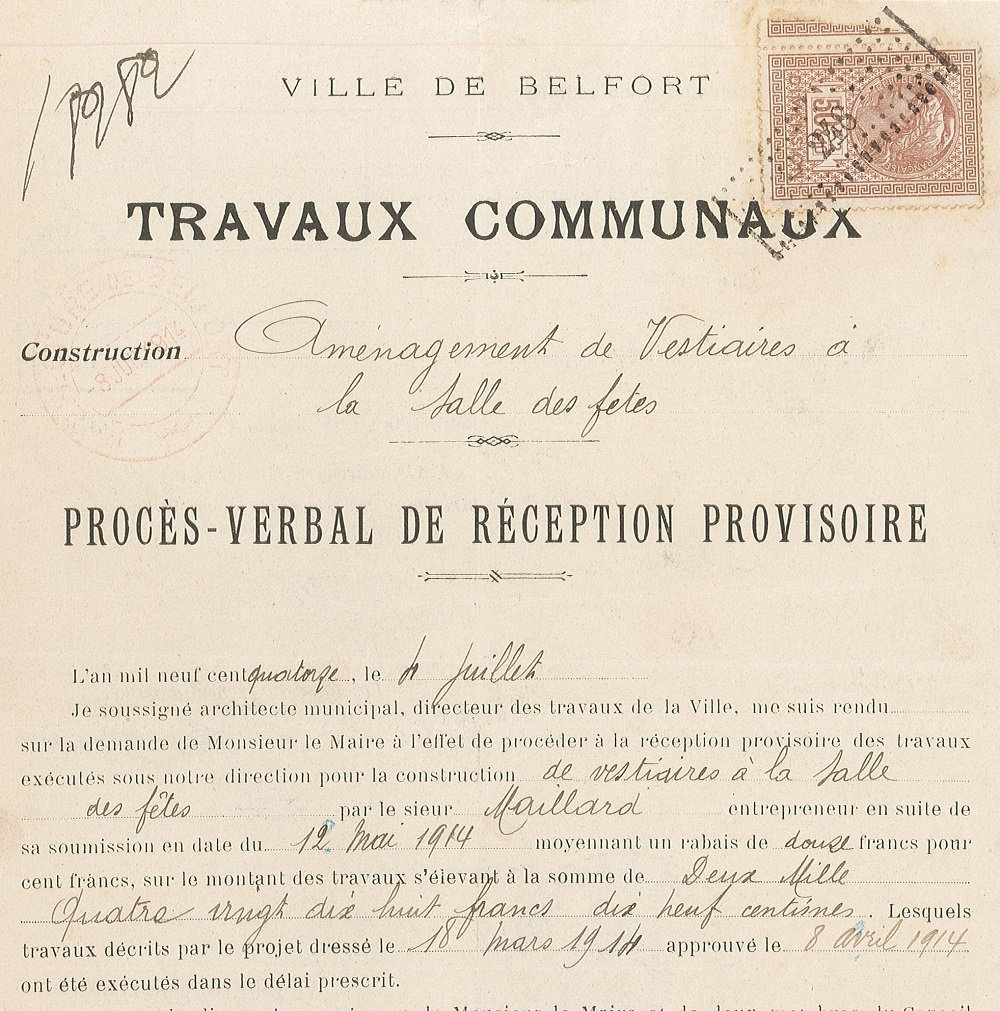 19982
VILLE DE BELFORT
248
TRAVAUX COMMUNAUX
Construction Aménagement de Vestiaires à
la Salle des fetes
PROCÈS-VERBAL DE RÉCEPTION PROVISOIRE
L'an mil neuf cent quatorze, le 4 Juillet
Je soussigné architecte municipal, directeur des travaux de la Ville, me suis rendu
sur la demande de Monsieur le Maire à l'effet de procéder à la réception provisoire des travaux
exécutés sous notre direction pour la construction de vestiaires à la Salle
des fêtes par le sieur Maillard entrepreneur en suite de
sa soumission en date du 12 Mai 1914 moyennant un rabais de douze francs pour
cent francs, sur le montant des travaux s'élevant à la somme de Deux Mille
Quatre vingt dix huit francs dix neuf centimes. Lesquels
travaux décrits par le projet dressé le 18 mars 1914 approuvé le 8 avril 1914
ont été exécutés dans le délai prescrit.